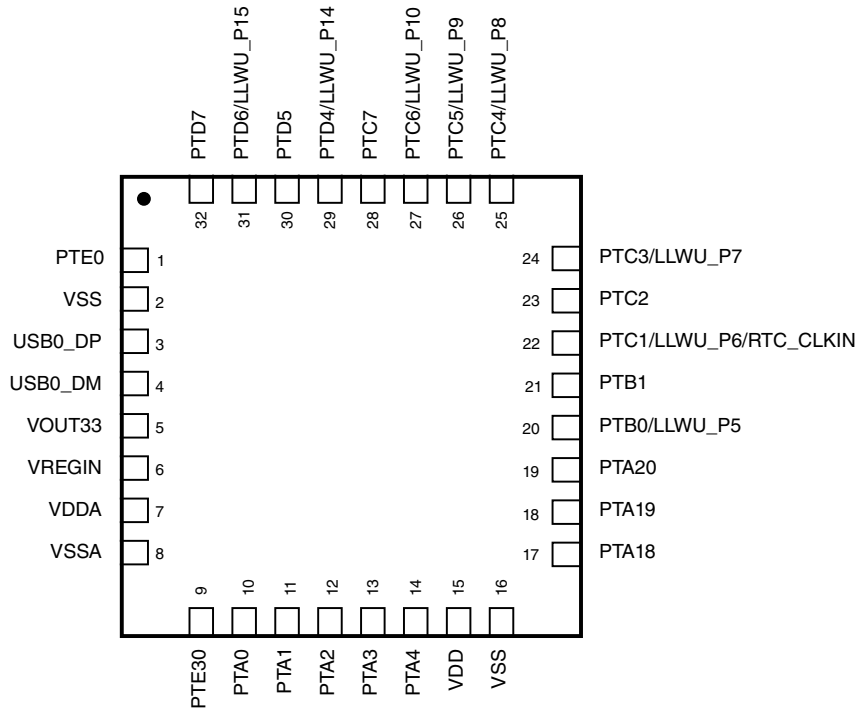 PTD7
PTD6/LLWU_P15
PTD5
PTD4/LLWU_P14
PTC7
PTC6/LLWU_P10
PTC5/LLWU_P9
PTC4/LLWU_P8
32
31
30
29
28
27
26
25
PTE0 1
VSS 2
USB0_DP 3
USB0_DM 4
VOUT33 5
VREGIN 6
VDDA 7
VSSA 8
24 PTC3/LLWU_P7
23 PTC2
22 PTC1/LLWU_P6/RTC_CLKIN
21 PTB1
20 PTB0/LLWU_P5
19 PTA20
18 PTA19
17 PTA18
9
10
11
12
13
14
15
16
PTE30
PTA0
PTA1
PTA2
PTA3
PTA4
VDD
VSS